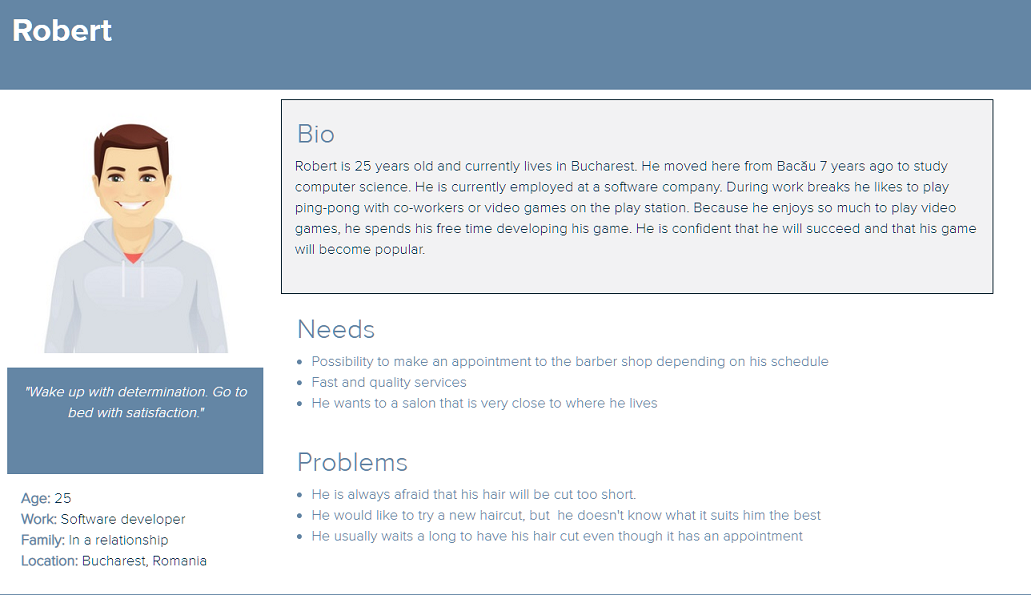 Robert
Bio
Robert is 25 years old and currently lives in Bucharest. He moved here from Bacău 7 years ago to study
computer science. He is currently employed at a software company. During work breaks he likes to play
ping-pong with co-workers or video games on the play station. Because he enjoys so much to play video
games, he spends his free time developing his game. He is confident that he will succeed and that his game
will become popular.
Needs
Possibility to make an appointment to the barber shop depending on his schedule
Fast and quality services
He wants to a salon that is very close to where he lives
Problems
He is always afraid that his hair will be cut too short.
He would like to try a new haircut, but  he doesn't know what it suits him the best
He usually waits a long to have his hair cut even though it has an appointment
"Wake up with determination. Go to
bed with satisfaction."
Age: 25
Work: Software developer
Family: In a relationship
Location: Bucharest, Romania